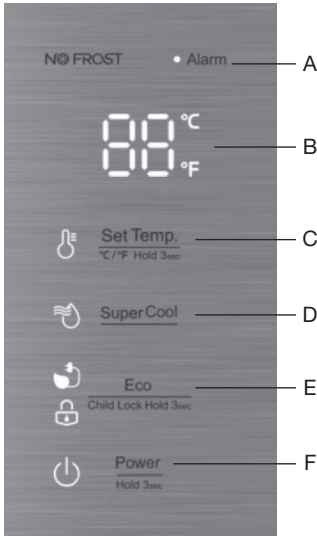 NO FROST • Alarm A
88 °C °F B
Set Temp. C
°C/°F Hold 3sec
Super Cool D
Eco E
Child Lock Hold 3sec
Power F
Hold 3sec